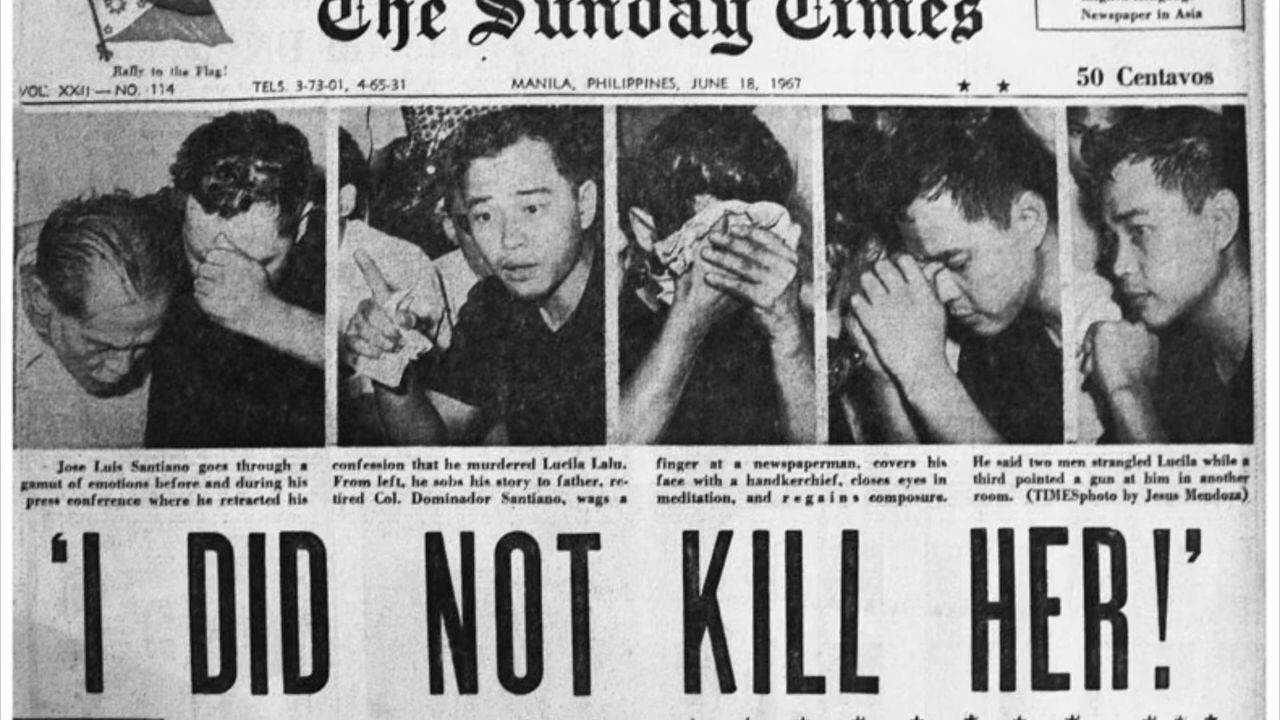 The Sunday Times
Newspaper in Asia
Rally to the Flag!
VOL. XXII — NO. 114
TELS. 3-73-01, 4-65-31
MANILA, PHILIPPINES, JUNE 18, 1967
★ ★
50 Centavos
Jose Luis Santiano goes through a
gamut of emotions before and during his
press conference where he retracted his
confession that he murdered Lucila Lalu.
From left, he sobs his story to father, re-
tired Col. Dominador Santiano, wags a
finger at a newspaperman, covers his
face with a handkerchief, closes eyes in
meditation, and regains composure.
He said two men strangled Lucila while a
third pointed a gun at him in another
room. (TIMESphoto by Jesus Mendoza)
'I DID NOT KILL HER!'